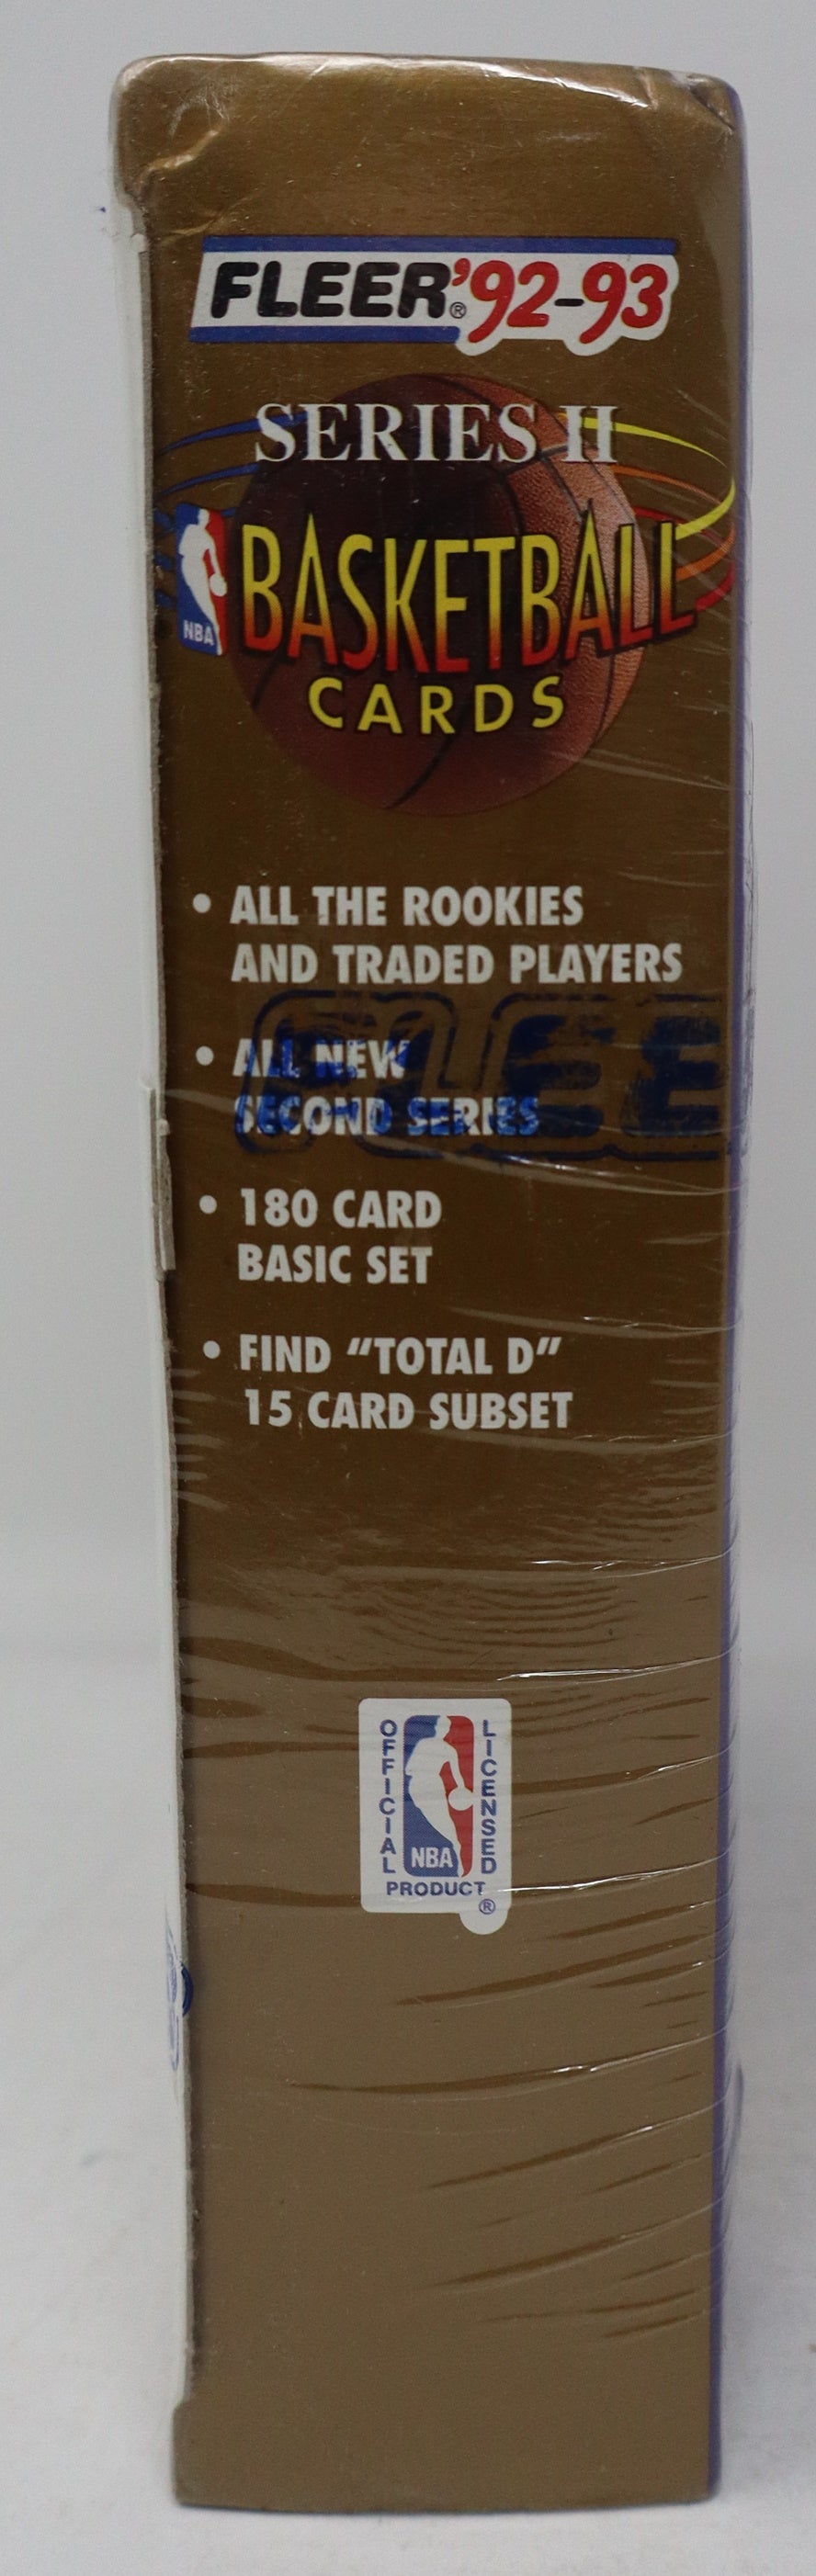 FLEER®'92-93
SERIES II
NBA
BASKETBALL
CARDS
• ALL THE ROOKIES
AND TRADED PLAYERS
FLEE
• ALL NEW
SECOND SERIES
• 180 CARD
BASIC SET
• FIND “TOTAL D”
15 CARD SUBSET
OFFICIAL
NBA
LICENSED
PRODUCT
®